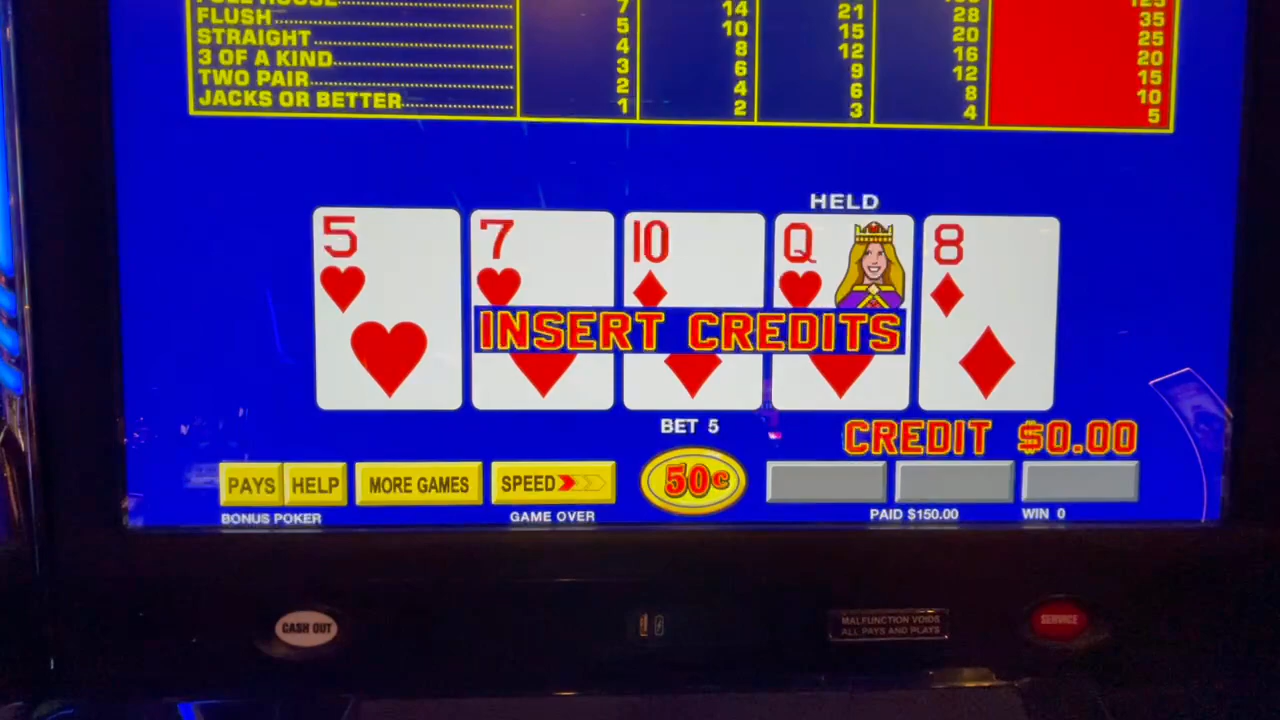 7 14 21
FLUSH 5 10 15 28 35
STRAIGHT 4 8 12 20 25
3 OF A KIND 3 6 9 16 20
TWO PAIR 2 4 6 12 15
JACKS OR BETTER 1 2 3 8 10
4 5
HELD
5 7 10 Q 8
INSERT CREDITS
BET 5
CREDIT $0.00
PAYS HELP MORE GAMES SPEED 50¢
BONUS POKER GAME OVER PAID $150.00 WIN 0
CASH OUT
MALFUNCTION VOIDS
ALL PAYS AND PLAYS
SERVICE